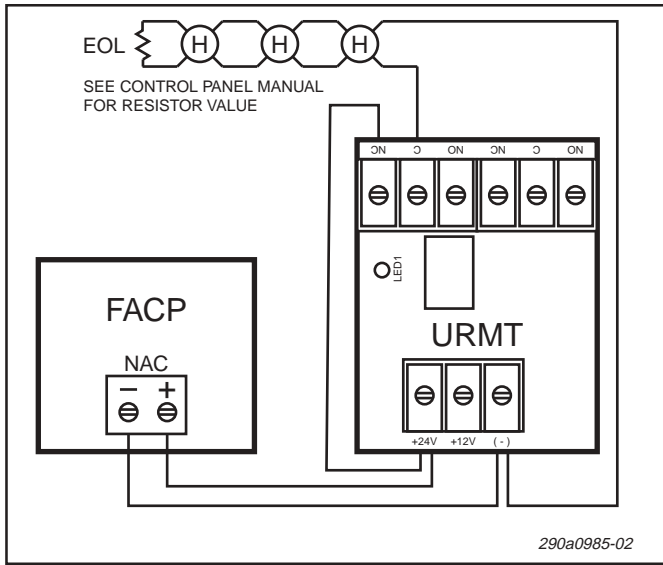 EOL
H H H
SEE CONTROL PANEL MANUAL
FOR RESISTOR VALUE
NC C NO NC C NO
LED1
FACP
NAC
− +
URMT
+24V +12V (-)
290a0985-02